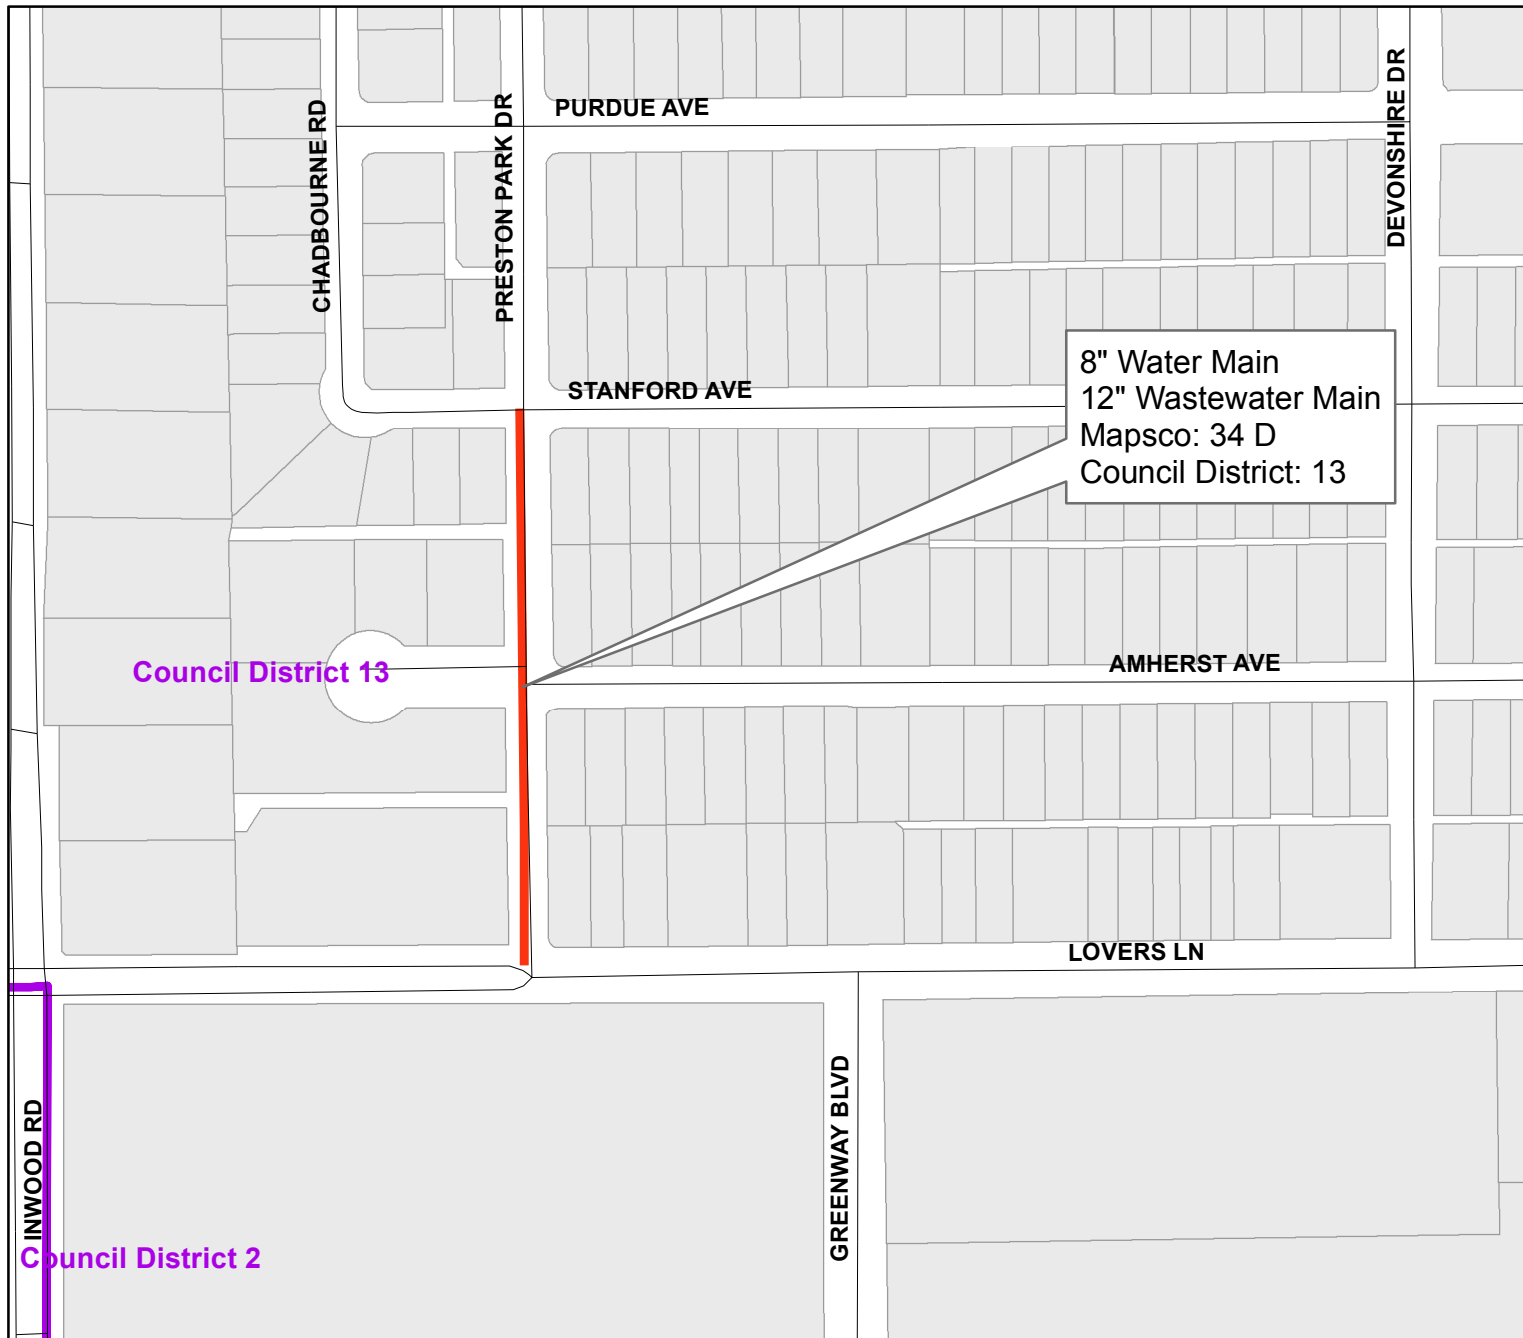 PURDUE AVE
CHADBOURNE RD
PRESTON PARK DR
DEVONSHIRE DR
STANFORD AVE
8" Water Main
12" Wastewater Main
Mapsco: 34 D
Council District: 13
Council District 13
AMHERST AVE
LOVERS LN
INWOOD RD
GREENWAY BLVD
Council District 2